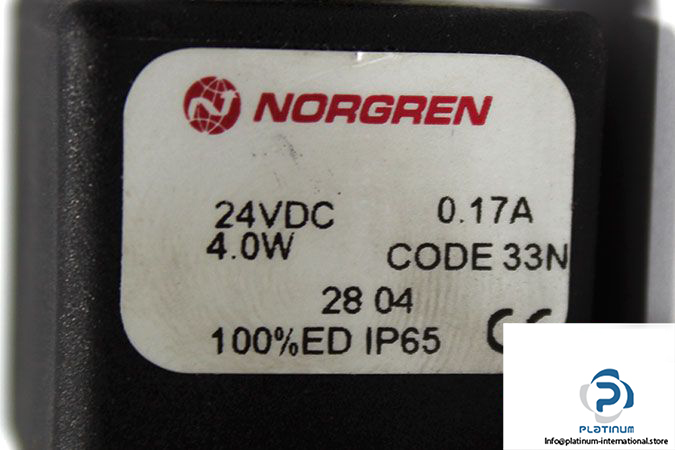 NORGREN
24VDC 0.17A
4.0W CODE 33N
28 04
100%ED IP65 CE
PLATINUM
Info@platinum-international.store